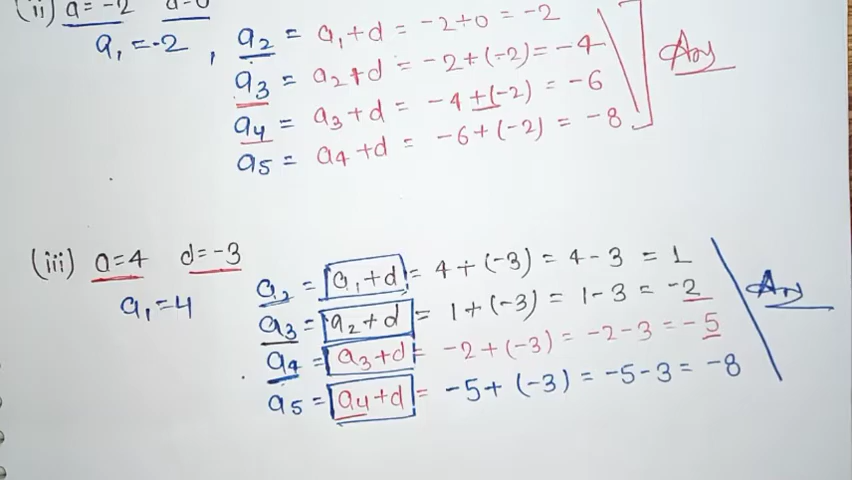 (ii) a = -2 d=0
a₁ = -2 , a₂ = a₁+d = -2+0 = -2
a₃ = a₂+d = -2+(-2) = -4
a₄ = a₃+d = -4+(-2) = -6
a₅ = a₄+d = -6+(-2) = -8
Ans
(iii) a=4 d=-3
a₁=4
a₂ = a₁+d = 4+(-3) = 4-3 = 1
a₃ = a₂+d = 1+(-3) = 1-3 = -2
a₄ = a₃+d = -2+(-3) = -2-3 = -5
a₅ = a₄+d = -5+(-3) = -5-3 = -8
Ans